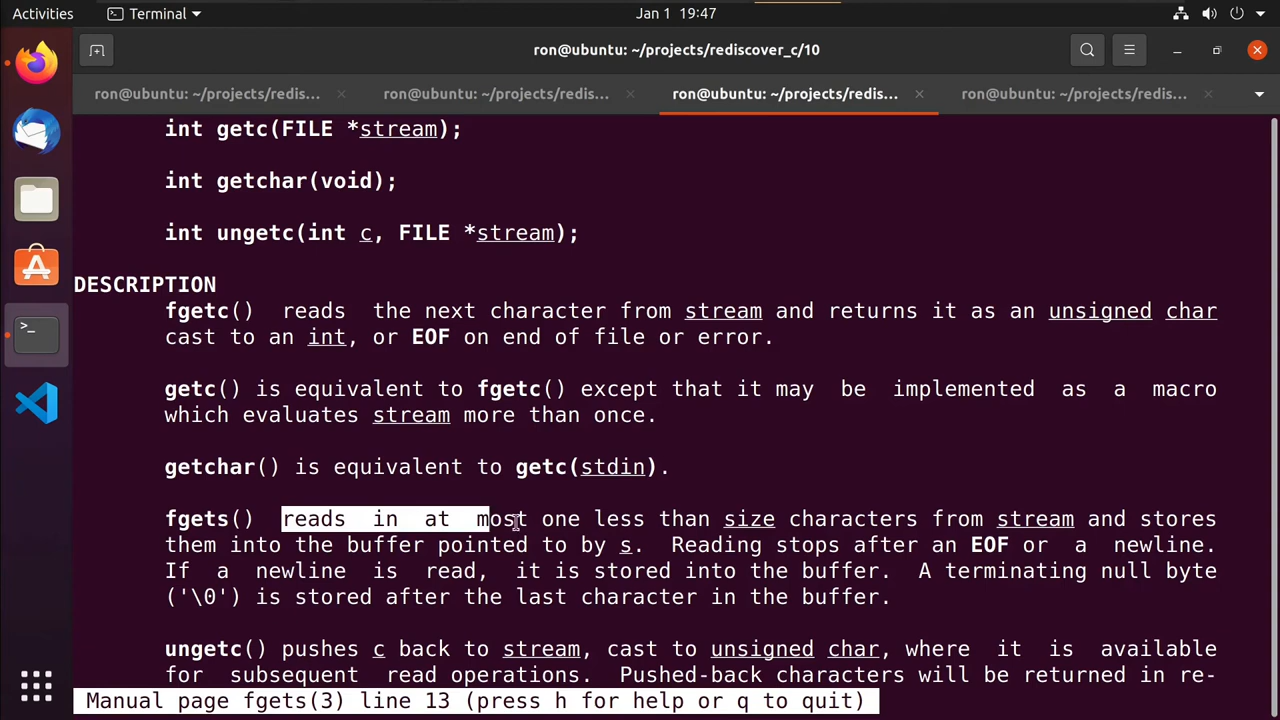 Activities
Terminal
Jan 1 19:47
ron@ubuntu: ~/projects/rediscover_c/10
ron@ubuntu: ~/projects/redis...
ron@ubuntu: ~/projects/redis...
ron@ubuntu: ~/projects/redis...
ron@ubuntu: ~/projects/redis...
int getc(FILE *stream);
int getchar(void);
int ungetc(int c, FILE *stream);
DESCRIPTION
fgetc() reads the next character from stream and returns it as an unsigned char
cast to an int, or EOF on end of file or error.
getc() is equivalent to fgetc() except that it may be implemented as a macro
which evaluates stream more than once.
getchar() is equivalent to getc(stdin).
fgets() reads in at most one less than size characters from stream and stores
them into the buffer pointed to by s. Reading stops after an EOF or a newline.
If a newline is read, it is stored into the buffer. A terminating null byte
('\0') is stored after the last character in the buffer.
ungetc() pushes c back to stream, cast to unsigned char, where it is available
for subsequent read operations. Pushed-back characters will be returned in re-
Manual page fgets(3) line 13 (press h for help or q to quit)